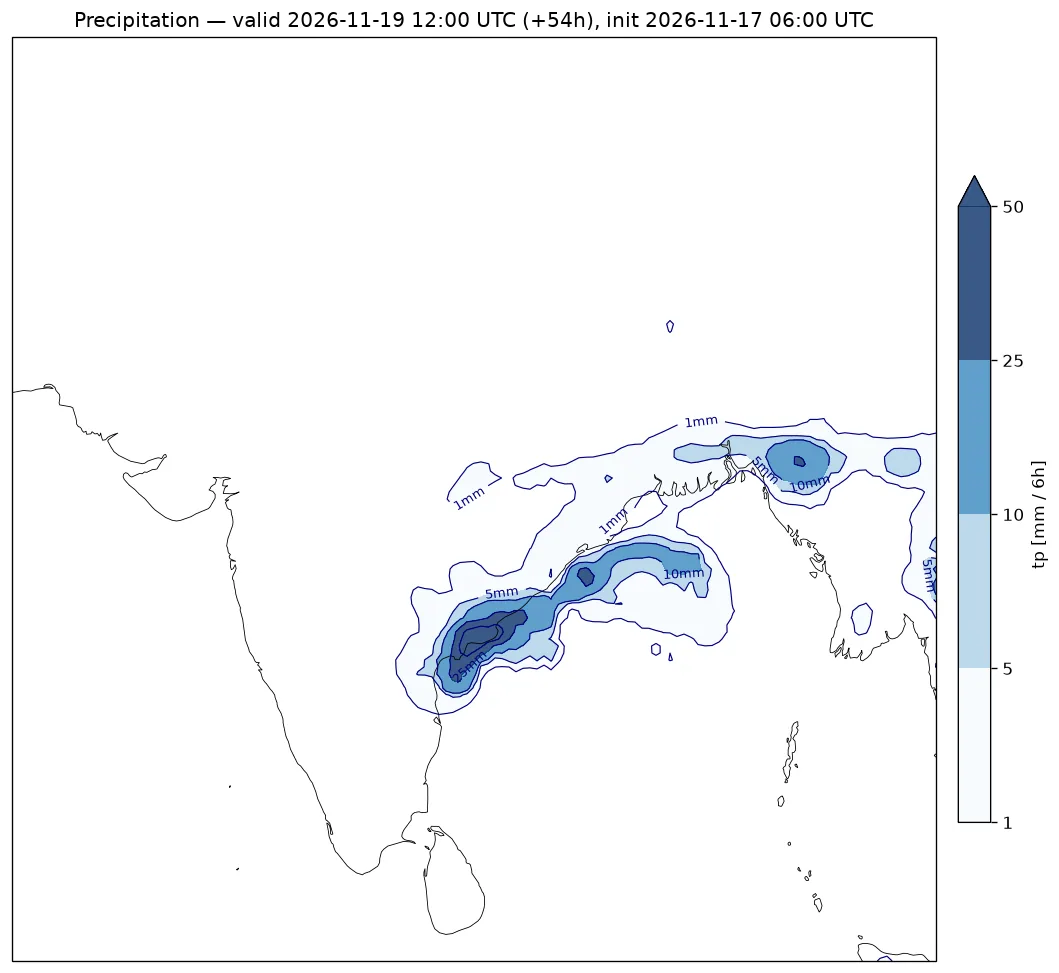 Precipitation — valid 2026-11-19 12:00 UTC (+54h), init 2026-11-17 06:00 UTC
50
25
10
5
1
tp [mm / 6h]
1mm
5mm
10mm
1mm
1mm
5mm
10mm
5mm
25mm